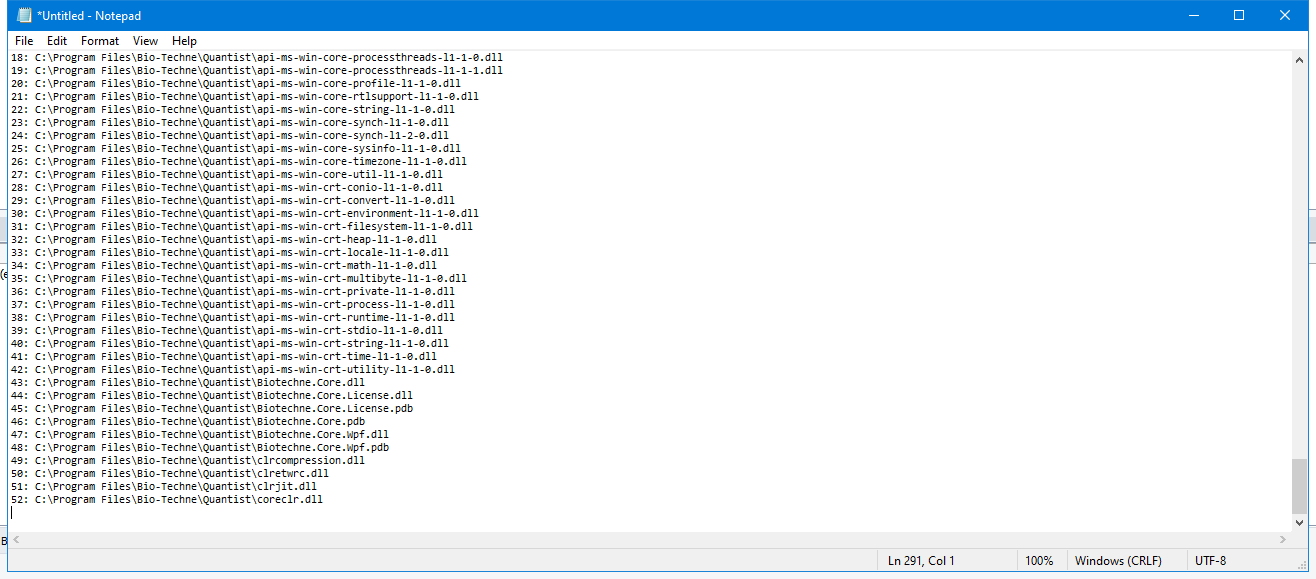 *Untitled - Notepad
File Edit Format View Help
18: C:\Program Files\Bio-Techne\Quantist\api-ms-win-core-processthreads-l1-1-0.dll
19: C:\Program Files\Bio-Techne\Quantist\api-ms-win-core-processthreads-l1-1-1.dll
20: C:\Program Files\Bio-Techne\Quantist\api-ms-win-core-profile-l1-1-0.dll
21: C:\Program Files\Bio-Techne\Quantist\api-ms-win-core-rtlsupport-l1-1-0.dll
22: C:\Program Files\Bio-Techne\Quantist\api-ms-win-core-string-l1-1-0.dll
23: C:\Program Files\Bio-Techne\Quantist\api-ms-win-core-synch-l1-1-0.dll
24: C:\Program Files\Bio-Techne\Quantist\api-ms-win-core-synch-l1-2-0.dll
25: C:\Program Files\Bio-Techne\Quantist\api-ms-win-core-sysinfo-l1-1-0.dll
26: C:\Program Files\Bio-Techne\Quantist\api-ms-win-core-timezone-l1-1-0.dll
27: C:\Program Files\Bio-Techne\Quantist\api-ms-win-core-util-l1-1-0.dll
28: C:\Program Files\Bio-Techne\Quantist\api-ms-win-crt-conio-l1-1-0.dll
29: C:\Program Files\Bio-Techne\Quantist\api-ms-win-crt-convert-l1-1-0.dll
30: C:\Program Files\Bio-Techne\Quantist\api-ms-win-crt-environment-l1-1-0.dll
31: C:\Program Files\Bio-Techne\Quantist\api-ms-win-crt-filesystem-l1-1-0.dll
32: C:\Program Files\Bio-Techne\Quantist\api-ms-win-crt-heap-l1-1-0.dll
33: C:\Program Files\Bio-Techne\Quantist\api-ms-win-crt-locale-l1-1-0.dll
34: C:\Program Files\Bio-Techne\Quantist\api-ms-win-crt-math-l1-1-0.dll
35: C:\Program Files\Bio-Techne\Quantist\api-ms-win-crt-multibyte-l1-1-0.dll
36: C:\Program Files\Bio-Techne\Quantist\api-ms-win-crt-private-l1-1-0.dll
37: C:\Program Files\Bio-Techne\Quantist\api-ms-win-crt-process-l1-1-0.dll
38: C:\Program Files\Bio-Techne\Quantist\api-ms-win-crt-runtime-l1-1-0.dll
39: C:\Program Files\Bio-Techne\Quantist\api-ms-win-crt-stdio-l1-1-0.dll
40: C:\Program Files\Bio-Techne\Quantist\api-ms-win-crt-string-l1-1-0.dll
41: C:\Program Files\Bio-Techne\Quantist\api-ms-win-crt-time-l1-1-0.dll
42: C:\Program Files\Bio-Techne\Quantist\api-ms-win-crt-utility-l1-1-0.dll
43: C:\Program Files\Bio-Techne\Quantist\Biotechne.Core.dll
44: C:\Program Files\Bio-Techne\Quantist\Biotechne.Core.License.dll
45: C:\Program Files\Bio-Techne\Quantist\Biotechne.Core.License.pdb
46: C:\Program Files\Bio-Techne\Quantist\Biotechne.Core.pdb
47: C:\Program Files\Bio-Techne\Quantist\Biotechne.Core.Wpf.dll
48: C:\Program Files\Bio-Techne\Quantist\Biotechne.Core.Wpf.pdb
49: C:\Program Files\Bio-Techne\Quantist\clrcompression.dll
50: C:\Program Files\Bio-Techne\Quantist\clretwrc.dll
51: C:\Program Files\Bio-Techne\Quantist\clrjit.dll
52: C:\Program Files\Bio-Techne\Quantist\coreclr.dll
Ln 291, Col 1 100% Windows (CRLF) UTF-8